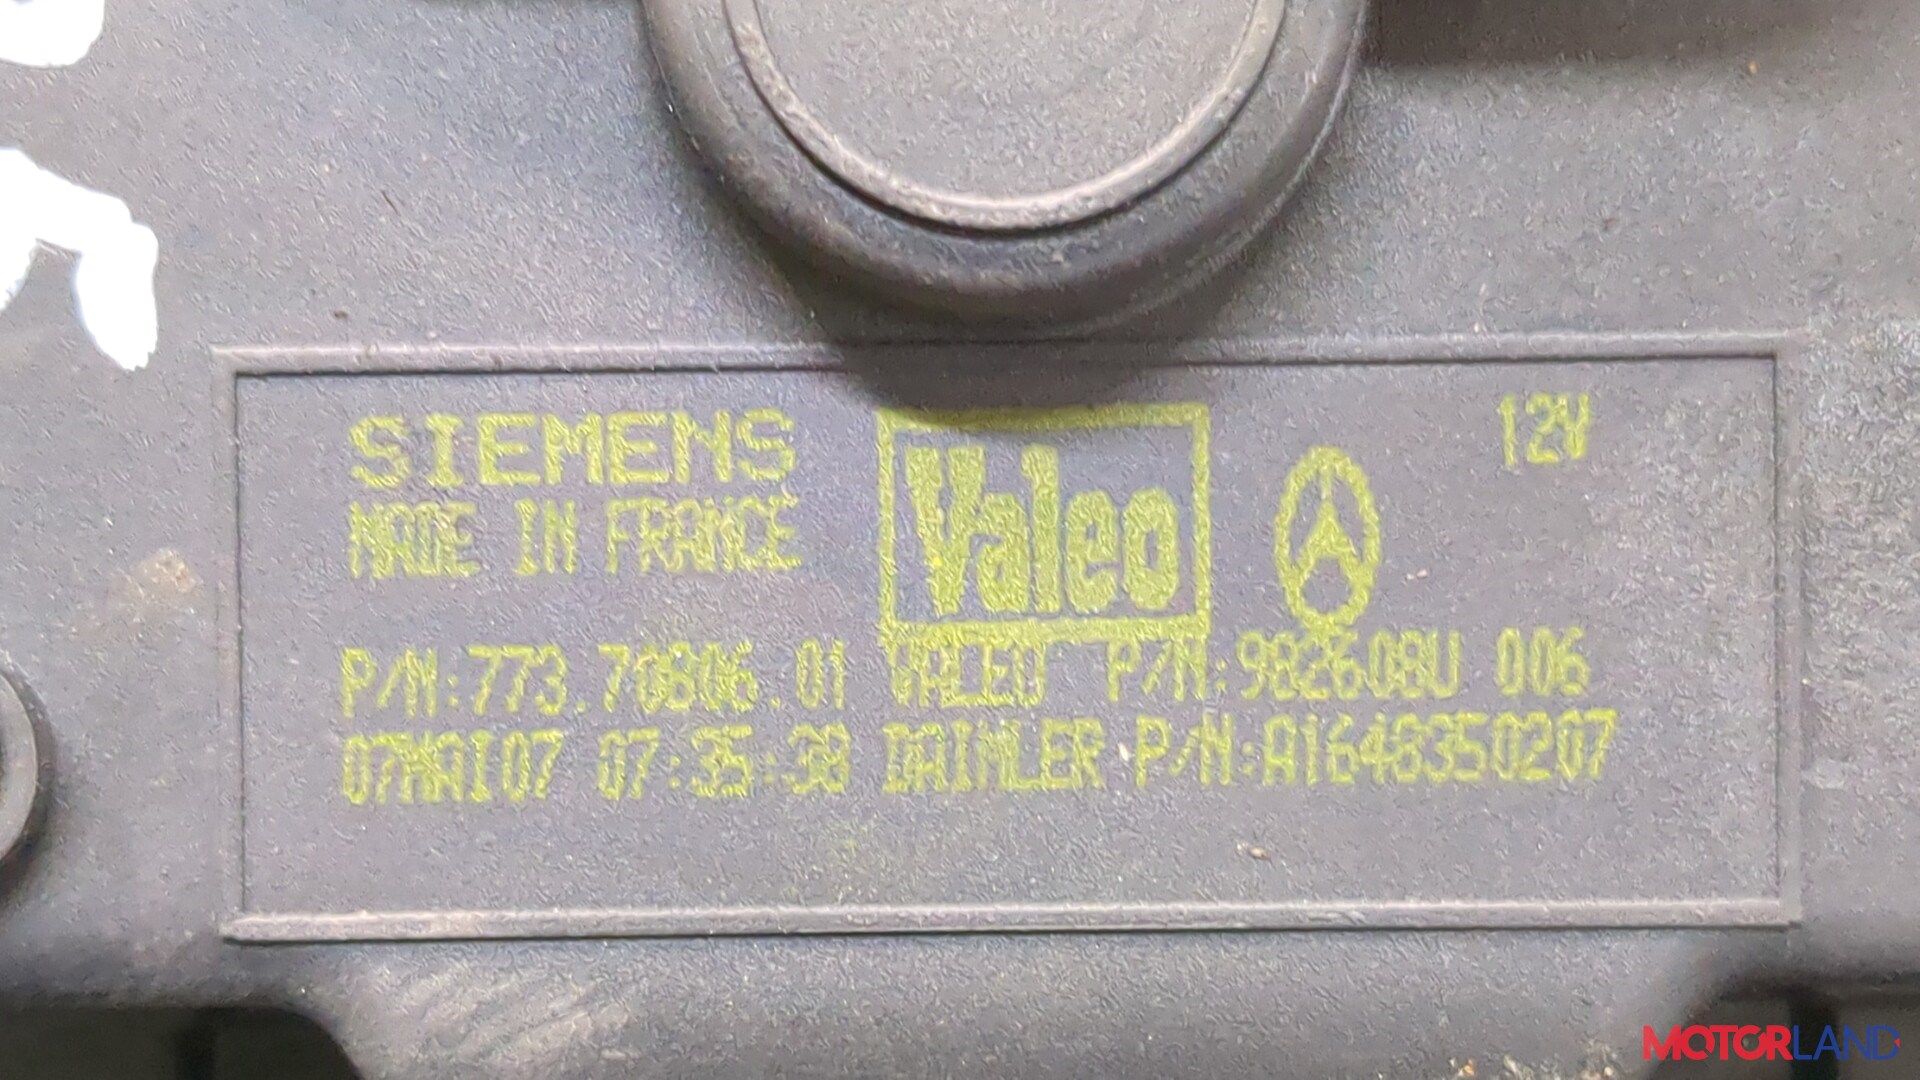 SIEMENS
MADE IN FRANCE
Valeo
12V
P/N:773.70806.01 VALEO P/N:982608U 006
07MAI07 07:35:38 DAIMLER P/N:A1648350207
MOTORLAND